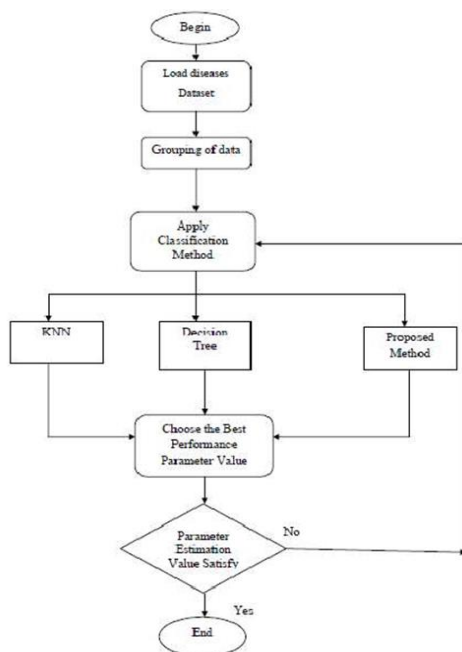 Begin
Load diseases
Dataset
Grouping of data
Apply
Classification
Method
KNN
Decision
Tree
Proposed
Method
Choose the Best
Performance
Parameter Value
Parameter
Estimation
Value Satisfy
No
Yes
End